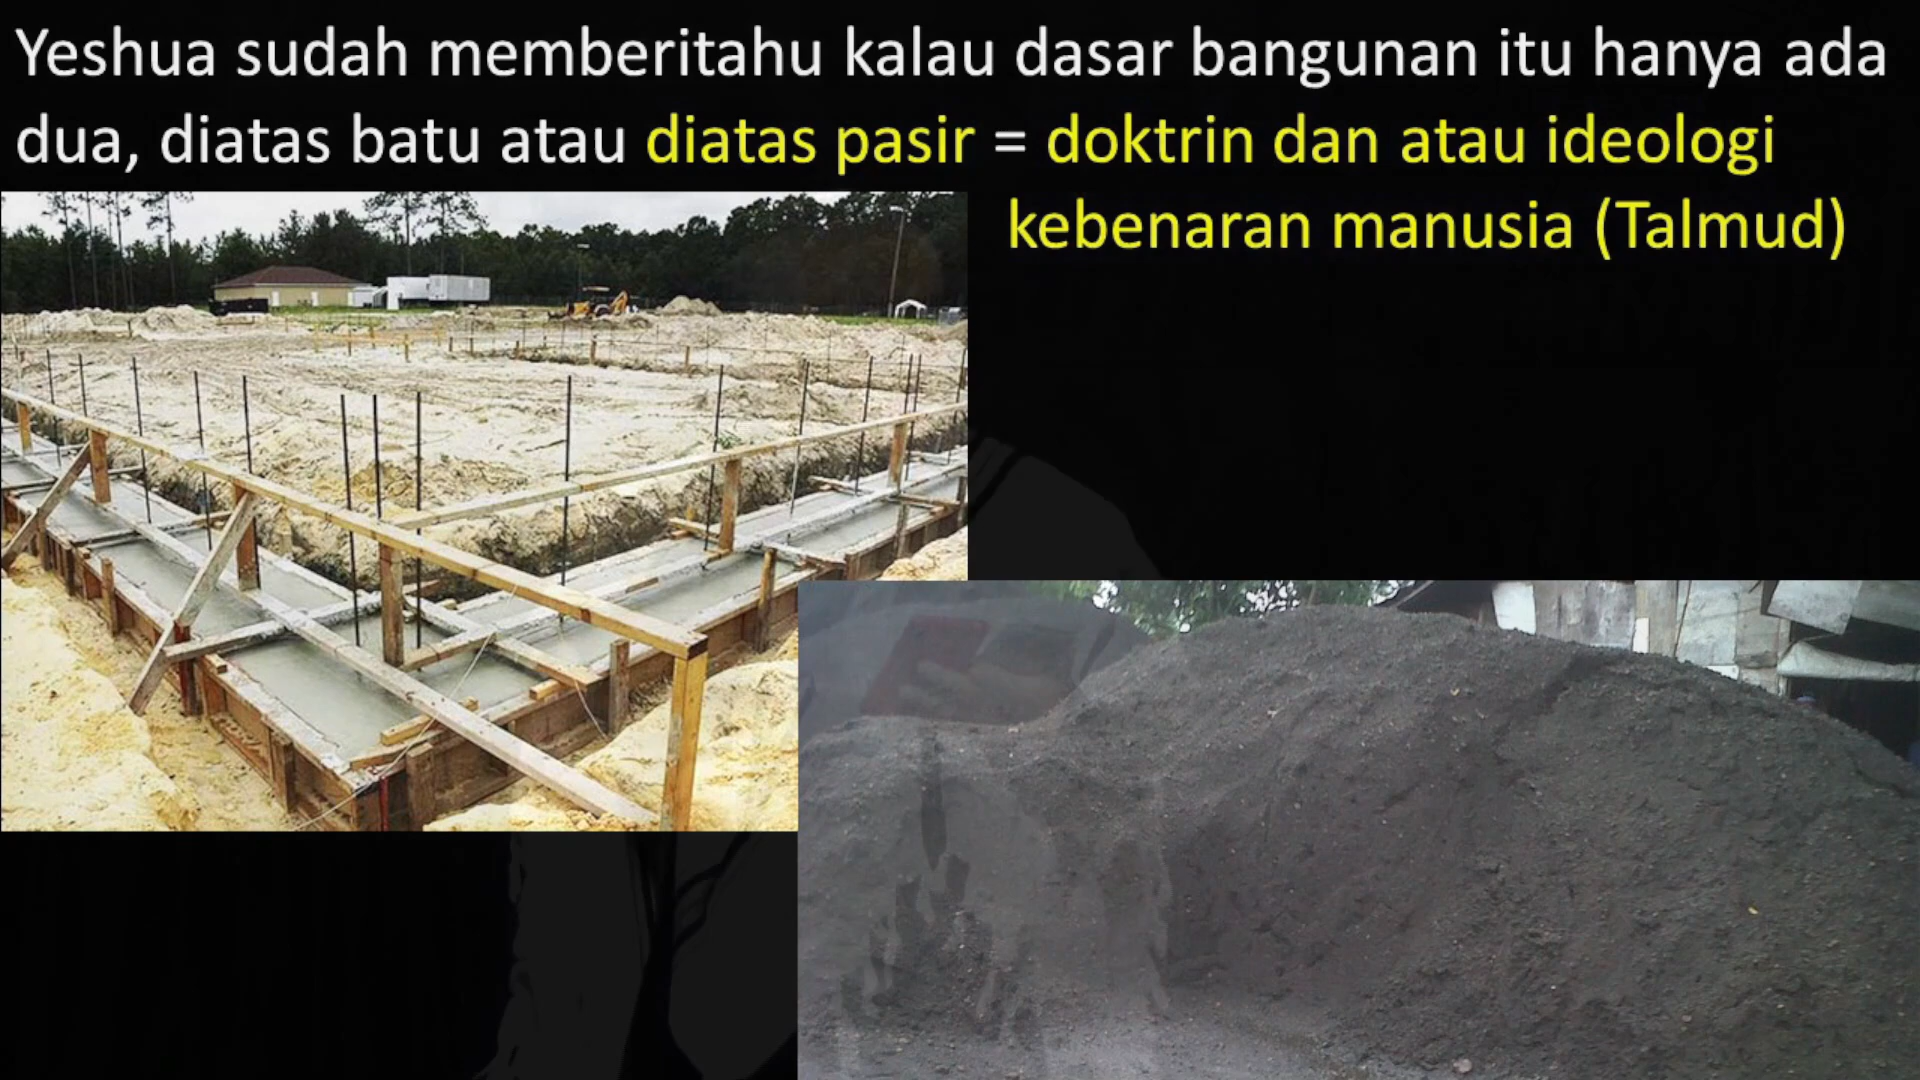 Yeshua sudah memberitahu kalau dasar bangunan itu hanya ada
dua, diatas batu atau diatas pasir = doktrin dan atau ideologi
kebenaran manusia (Talmud)